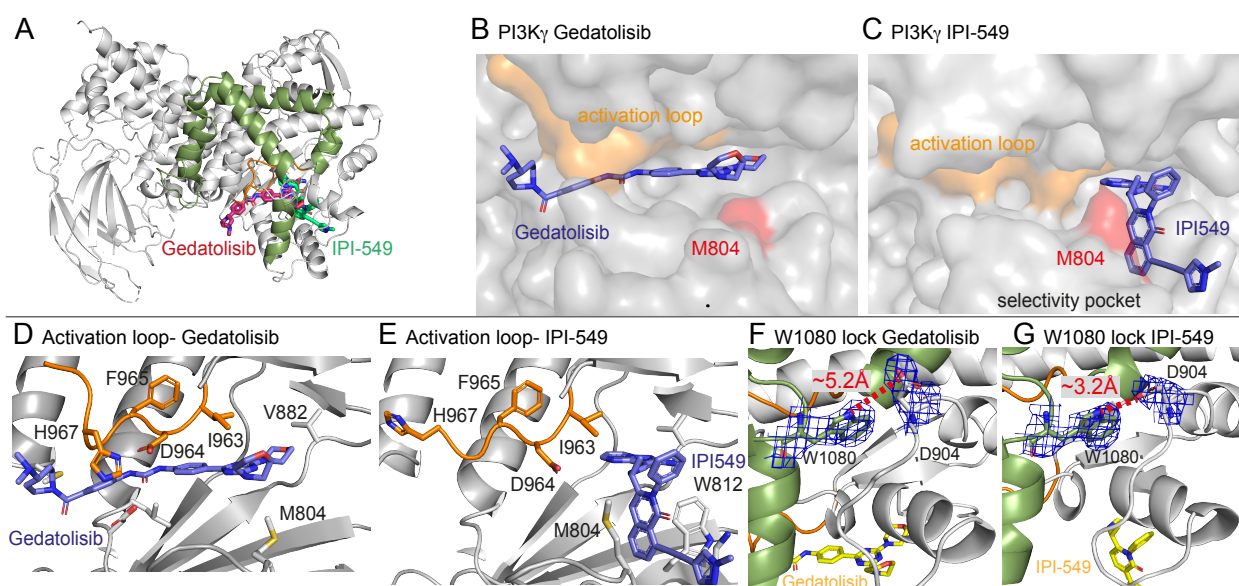 A
Gedatolisib
IPI-549
B PI3Kγ Gedatolisib
activation loop
Gedatolisib
M804
C PI3Kγ IPI-549
activation loop
IPI549
M804
selectivity pocket
D Activation loop- Gedatolisib
F965
V882
H967
I963
D964
M804
Gedatolisib
E Activation loop- IPI-549
F965
H967
I963
IPI549
D964
W812
M804
F W1080 lock Gedatolisib
~5.2Å
W1080
D904
Gedatolisib
G W1080 lock IPI-549
D904
~3.2Å
W1080
IPI-549